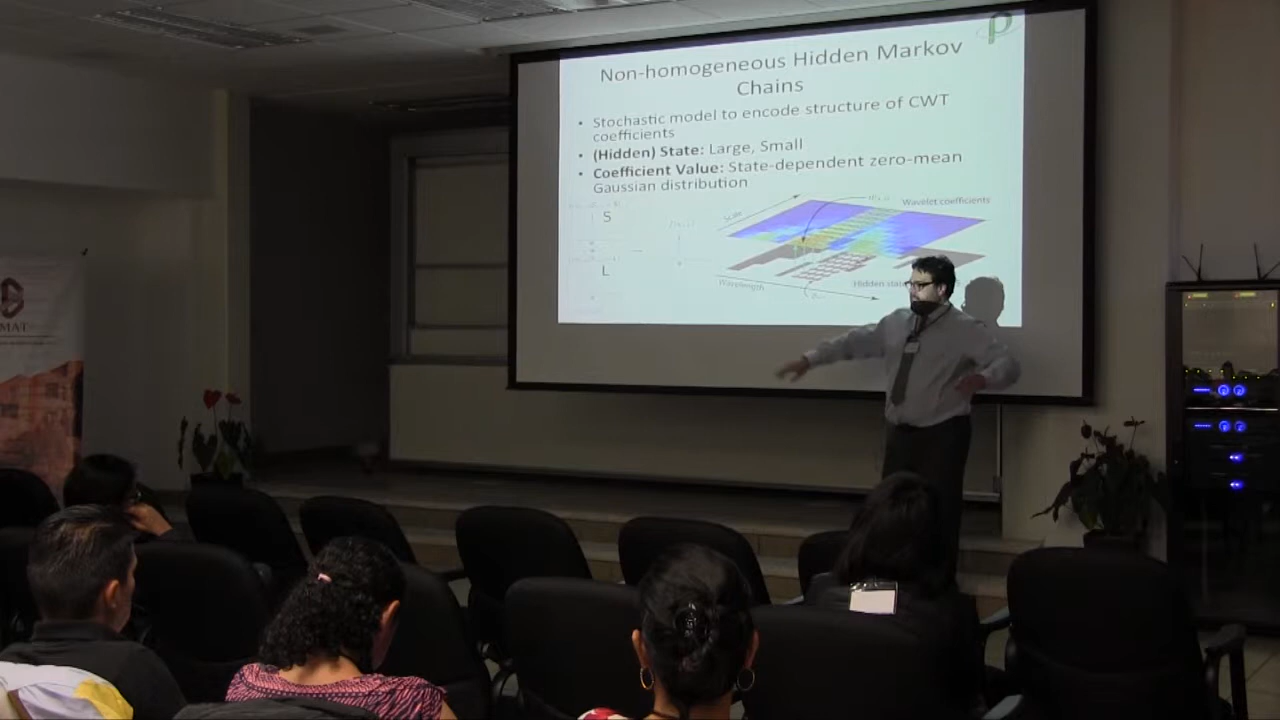 Non-homogeneous Hidden Markov
Chains
• Stochastic model to encode structure of CWT
coefficients
• (Hidden) State: Large, Small
• Coefficient Value: State-dependent zero-mean
Gaussian distribution
S
L
Scale
Wavelet coefficients
Wavelength
Hidden
MAT